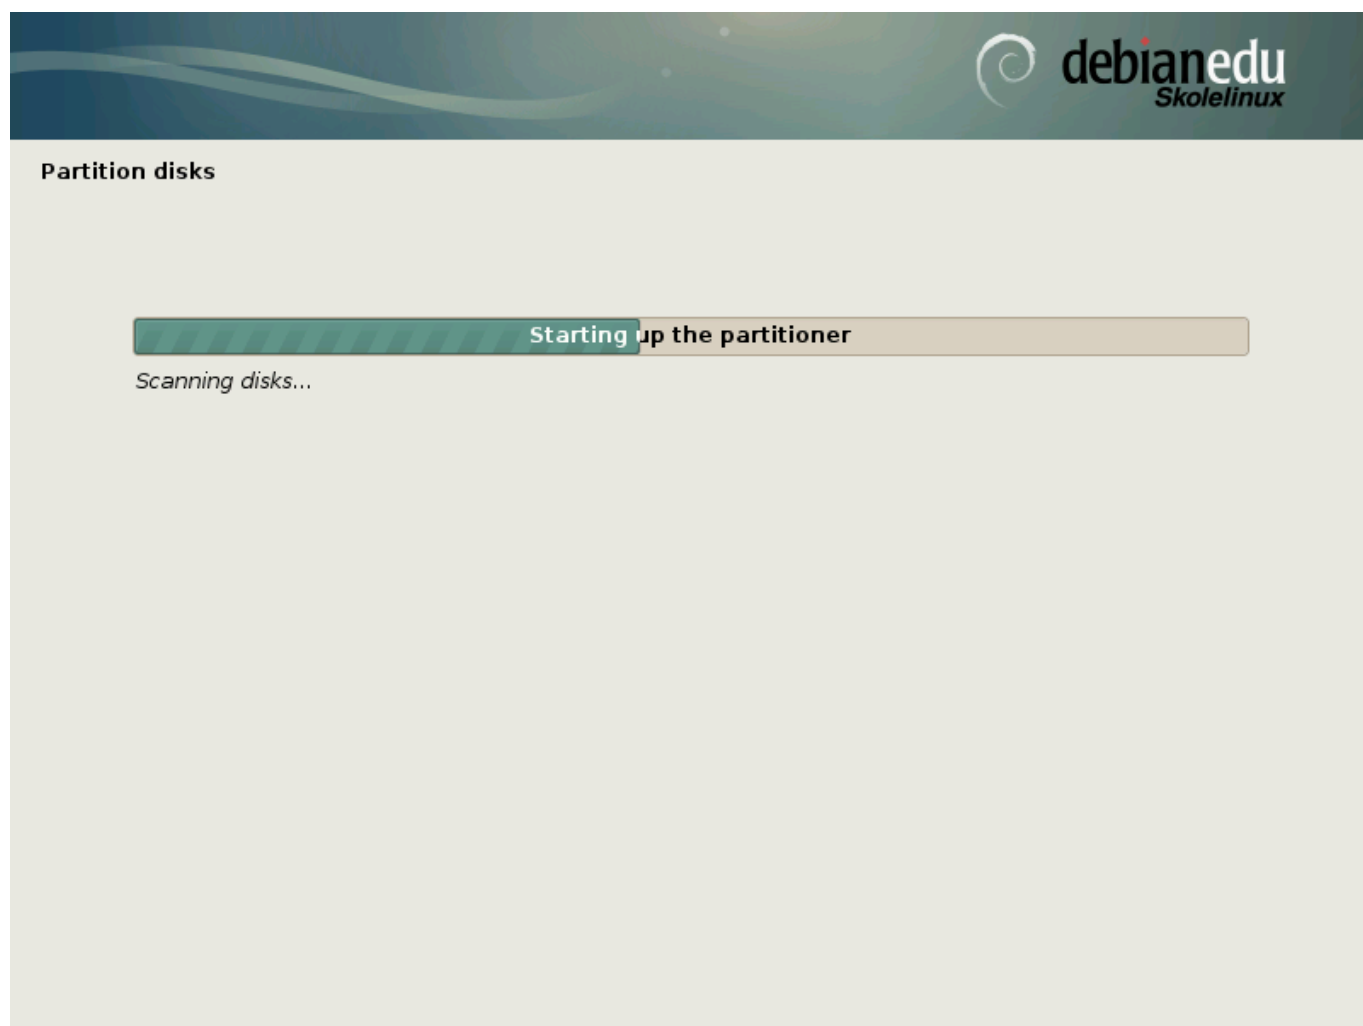 debianedu
Skolelinux
Partition disks
Starting up the partitioner
Scanning disks...